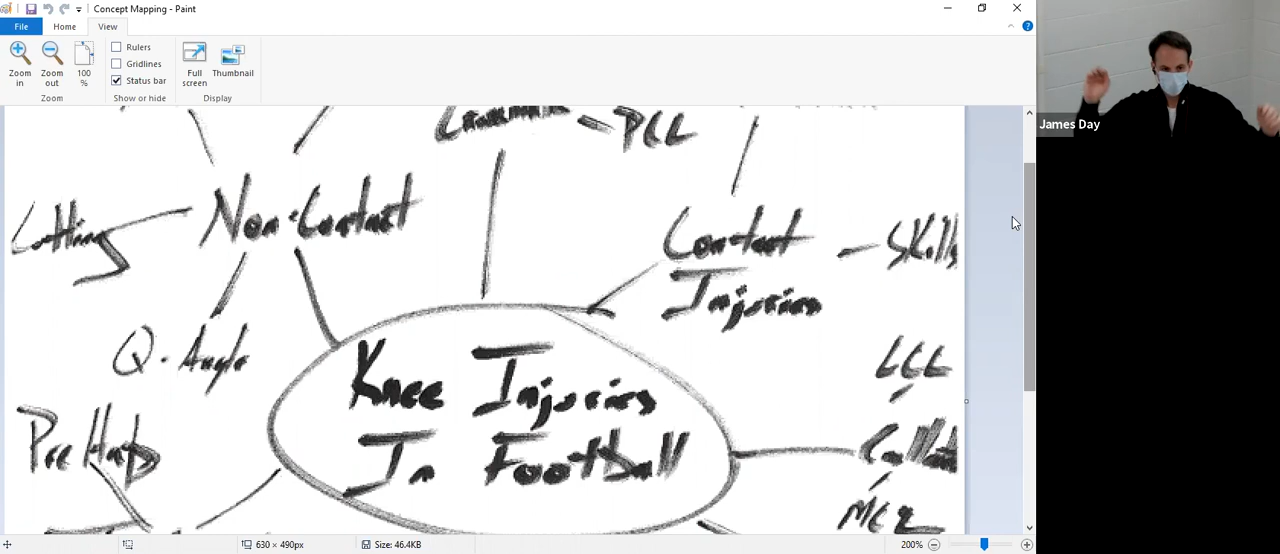 Concept Mapping - Paint
File Home View
Zoom in
Zoom out
100 %
Rulers
Gridlines
Status bar
Full screen
Thumbnail
Zoom
Show or hide
Display
James Day
- PCL
Cutting
Non-Contact
Contact - Skills
Injuries
Q-Angle
LCL
Knee Injuries
In Football
Pre Hab
MCL
630 × 490px
Size: 46.4KB
200%